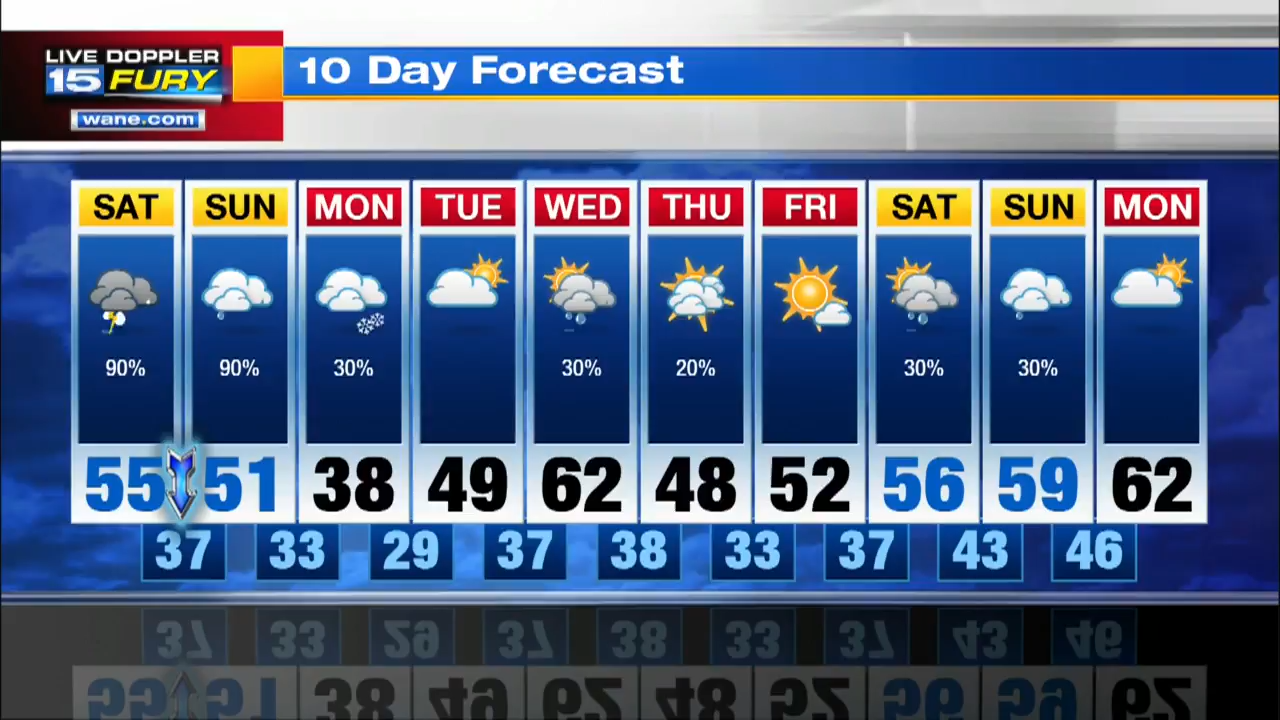 LIVE DOPPLER
15 FURY
wane.com
10 Day Forecast
SAT SUN MON TUE WED THU FRI SAT SUN MON
90% 90% 30% 30% 20% 30% 30%
55 51 38 49 62 48 52 56 59 62
37 33 29 37 38 33 37 43 46